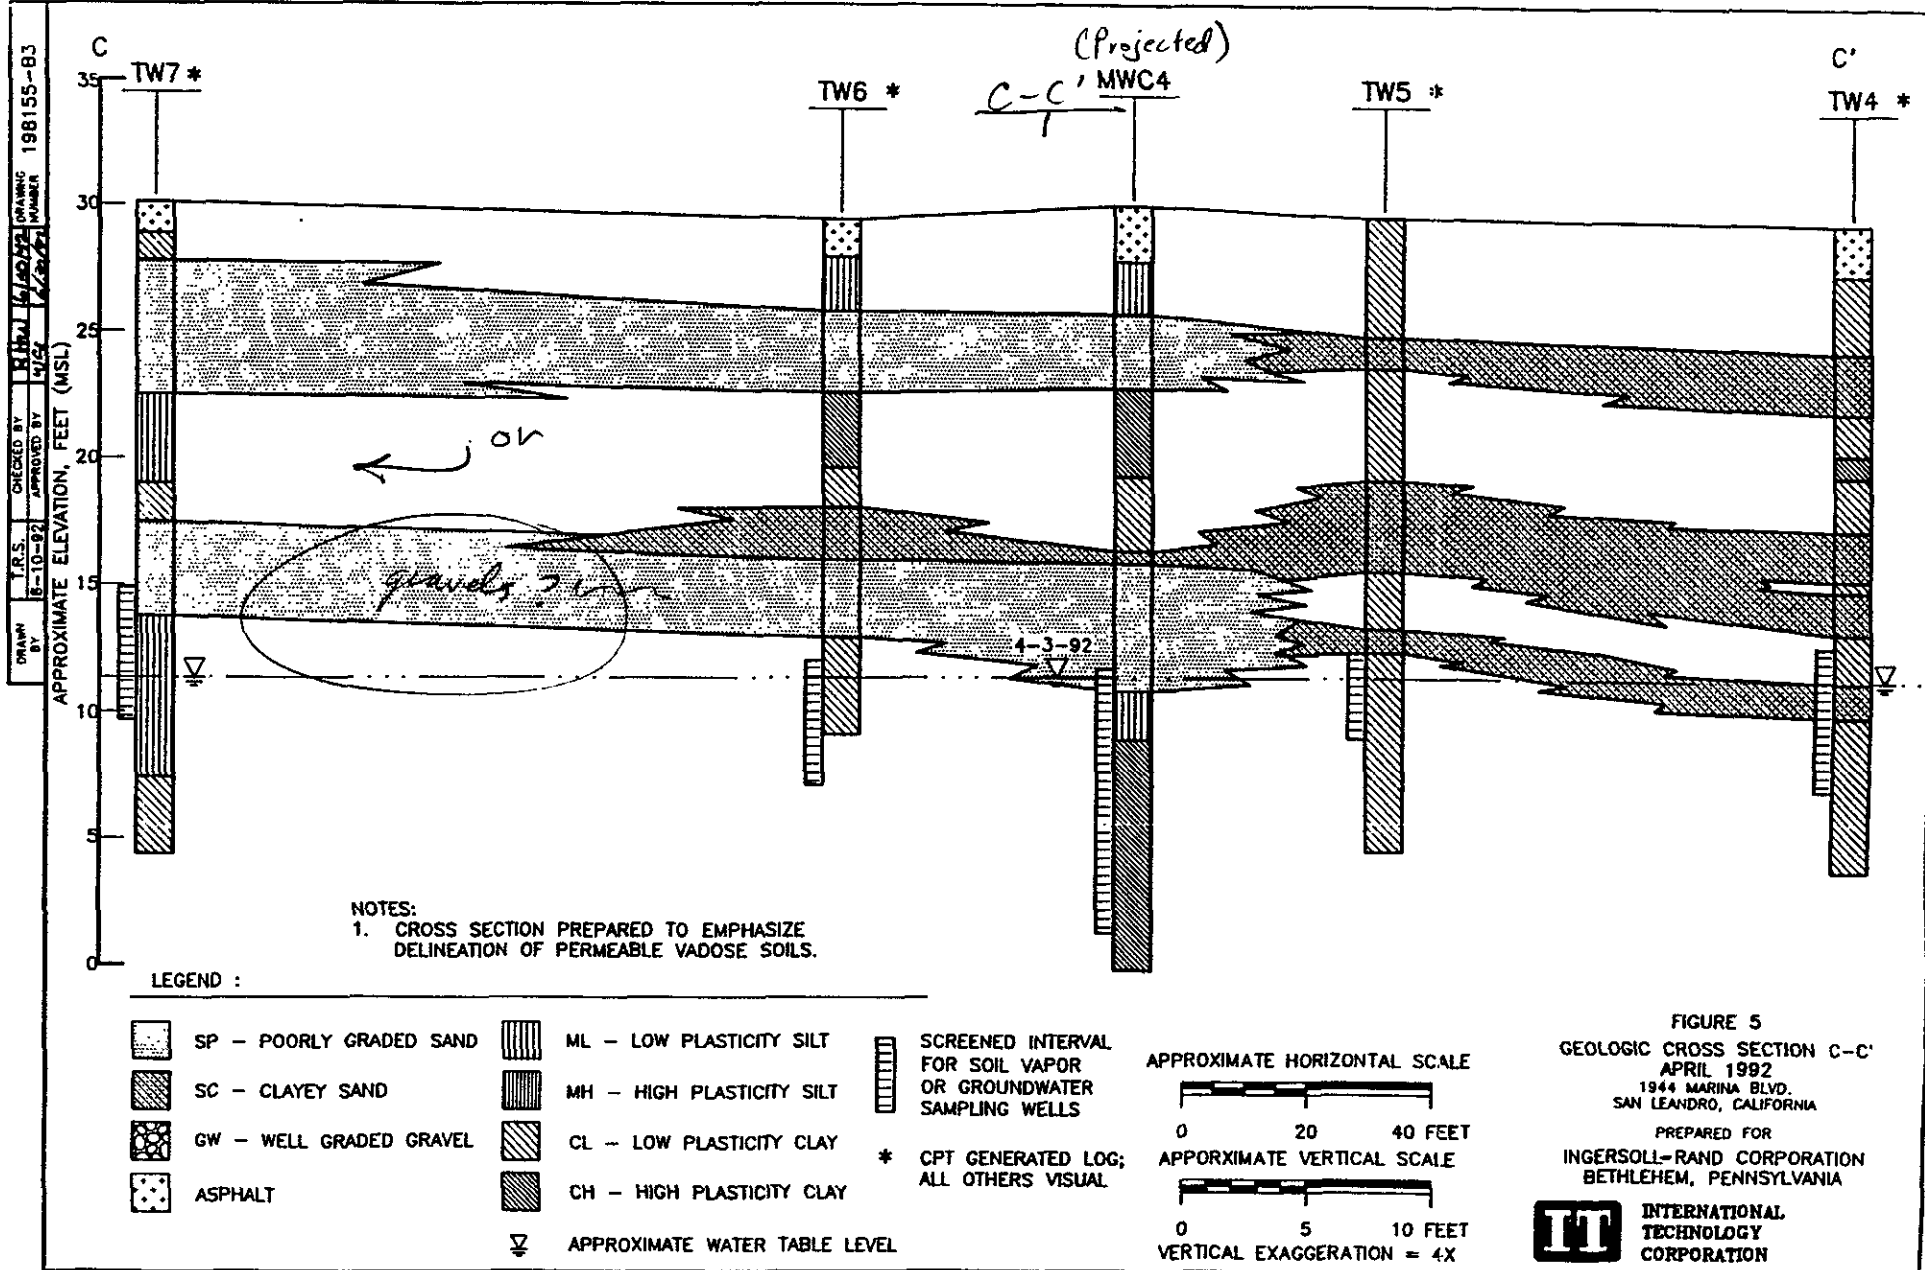 C
C'
(Projected)
TW7 *
TW6 *
C-C'
1
MWC4
TW5 *
TW4 *
35
30
25
20
15
10
5
0
APPROXIMATE ELEVATION, FEET (MSL)
DRAWN BY
T.R.S.
6-10-92
CHECKED BY
APPROVED BY
DRAWING NUMBER
198155-B3
or
gravels?
4-3-92
NOTES:
1. CROSS SECTION PREPARED TO EMPHASIZE
DELINEATION OF PERMEABLE VADOSE SOILS.
LEGEND :
SP – POORLY GRADED SAND
SC – CLAYEY SAND
GW – WELL GRADED GRAVEL
ASPHALT
ML – LOW PLASTICITY SILT
MH – HIGH PLASTICITY SILT
CL – LOW PLASTICITY CLAY
CH – HIGH PLASTICITY CLAY
APPROXIMATE WATER TABLE LEVEL
SCREENED INTERVAL
FOR SOIL VAPOR
OR GROUNDWATER
SAMPLING WELLS
* CPT GENERATED LOG;
ALL OTHERS VISUAL
APPROXIMATE HORIZONTAL SCALE
0 20 40 FEET
APPORXIMATE VERTICAL SCALE
0 5 10 FEET
VERTICAL EXAGGERATION = 4X
FIGURE 5
GEOLOGIC CROSS SECTION C-C'
APRIL 1992
1944 MARINA BLVD.
SAN LEANDRO, CALIFORNIA
PREPARED FOR
INGERSOLL-RAND CORPORATION
BETHLEHEM, PENNSYLVANIA
IT
INTERNATIONAL
TECHNOLOGY
CORPORATION